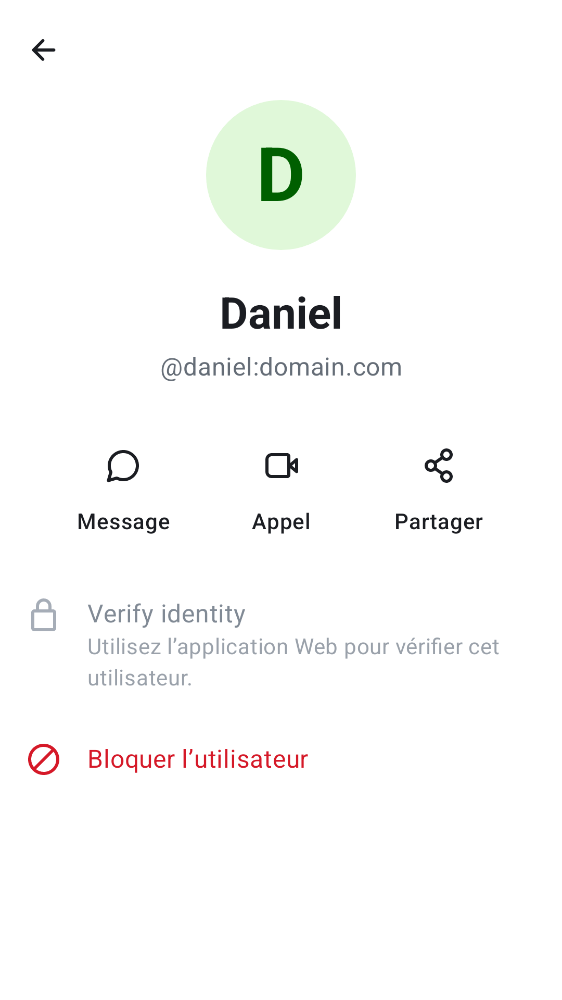 D
Daniel
@daniel:domain.com
Message
Appel
Partager
Verify identity
Utilisez l’application Web pour vérifier cet
utilisateur.
Bloquer l’utilisateur